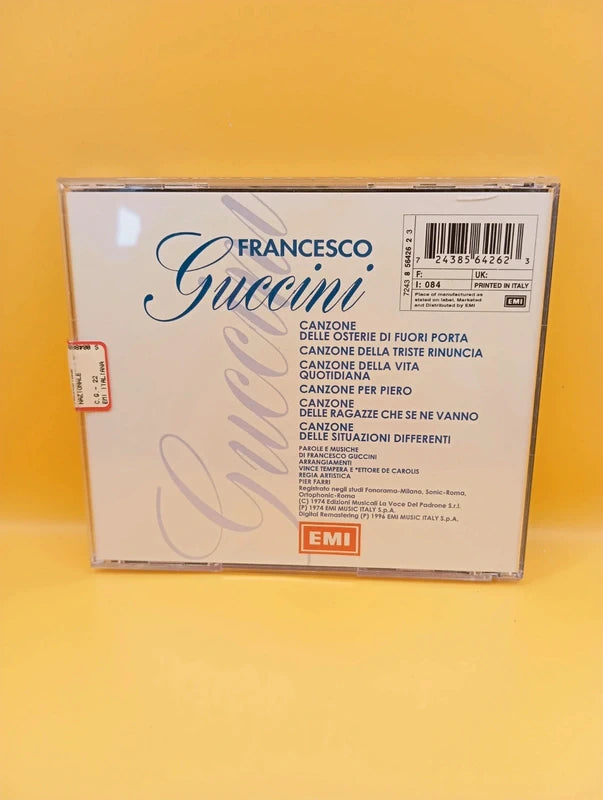 FRANCESCO
Guccini
Guccini
7243 8 56426 2 3
7 24385 64262 3
F:
UK:
I: 084
PRINTED IN ITALY
Place of manufacture as
stated on label. Marketed
and Distributed by EMI
EMI
CANZONE
DELLE OSTERIE DI FUORI PORTA
CANZONE DELLA TRISTE RINUNCIA
CANZONE DELLA VITA
QUOTIDIANA
CANZONE PER PIERO
CANZONE
DELLE RAGAZZE CHE SE NE VANNO
CANZONE
DELLE SITUAZIONI DIFFERENTI
PAROLE E MUSICHE
DI FRANCESCO GUCCINI
ARRANGIAMENTI
VINCE TEMPERA E *ETTORE DE CAROLIS
REGIA ARTISTICA
PIER FARRI
Registrato negli studi Fonorama-Milano, Sonic-Roma,
Ortophonic-Roma
(C) 1974 Edizioni Musicali La Voce Del Padrone S.r.l.
(P) 1974 EMI MUSIC ITALY S.p.A.
Digital Remastering (P) 1996 EMI MUSIC ITALY S.p.A.
EMI
NAZIONALE
C.G - 22
EMI ITALIANA